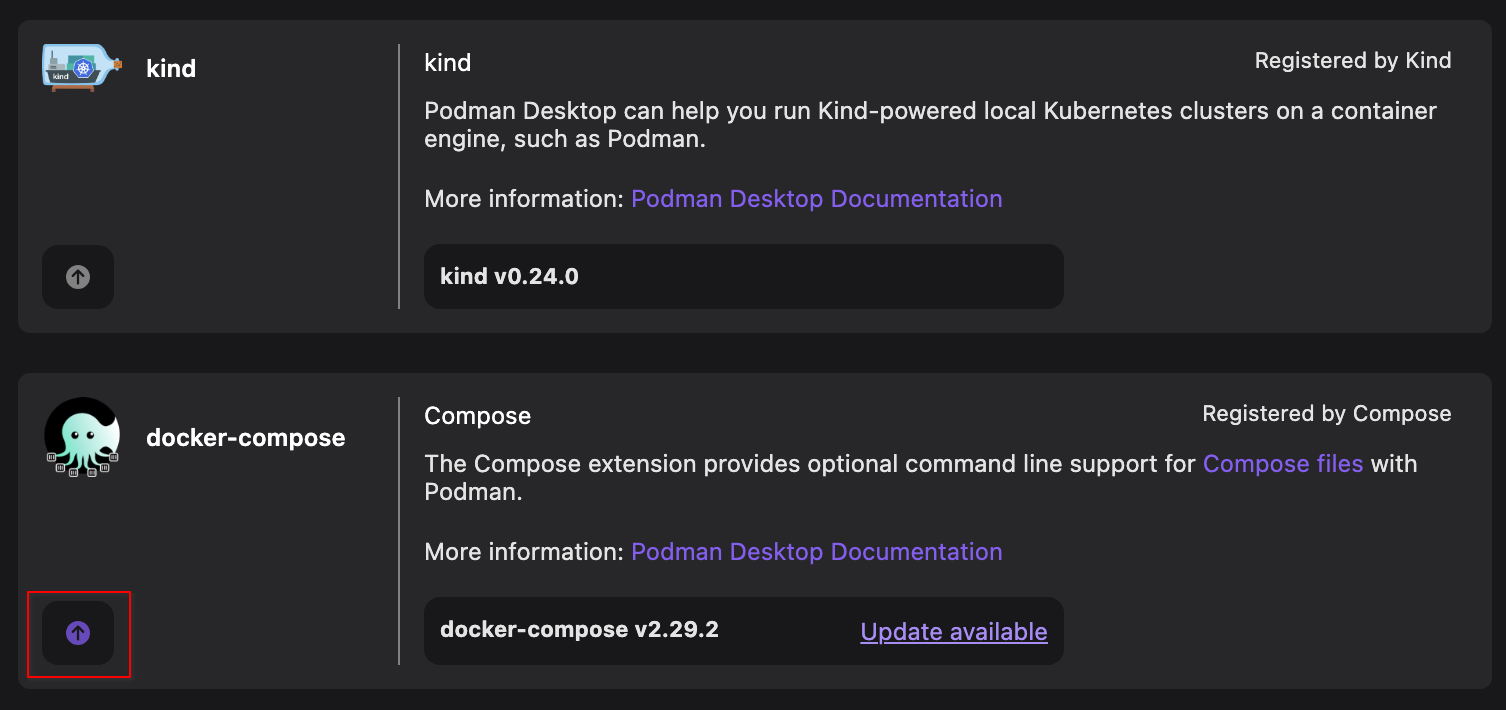 kind
kind
kind
Registered by Kind
Podman Desktop can help you run Kind-powered local Kubernetes clusters on a container
engine, such as Podman.
More information: Podman Desktop Documentation
kind v0.24.0
docker-compose
Compose
Registered by Compose
The Compose extension provides optional command line support for Compose files with
Podman.
More information: Podman Desktop Documentation
docker-compose v2.29.2
Update available